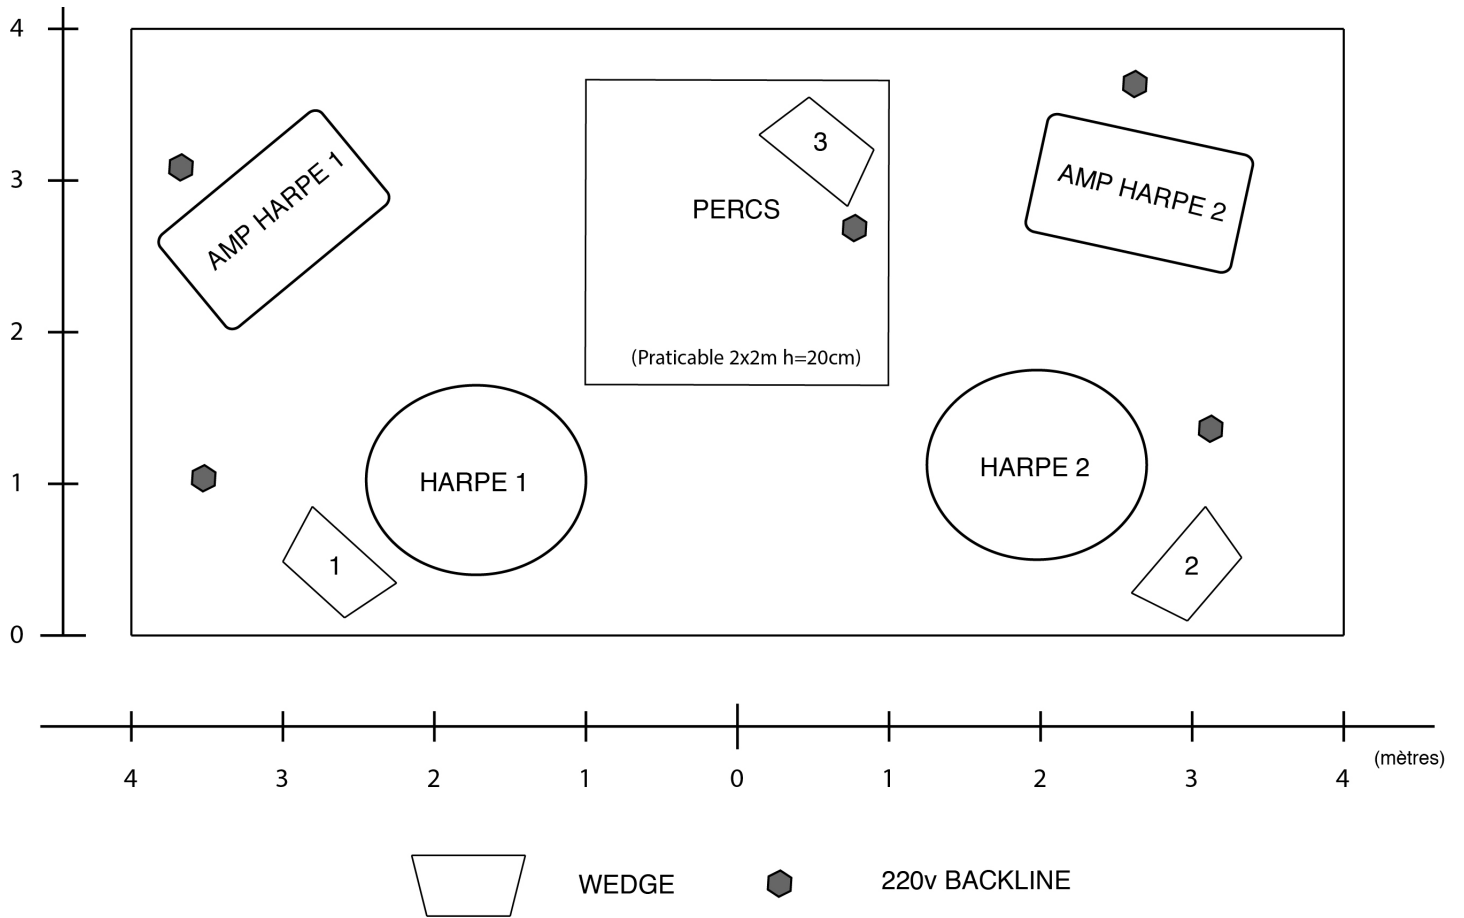 4
3
2
1
0
AMP HARPE 1
3
PERCS
(Praticable 2x2m h=20cm)
AMP HARPE 2
HARPE 1
HARPE 2
1
2
4 3 2 1 0 1 2 3 4
(mètres)
WEDGE
220v BACKLINE